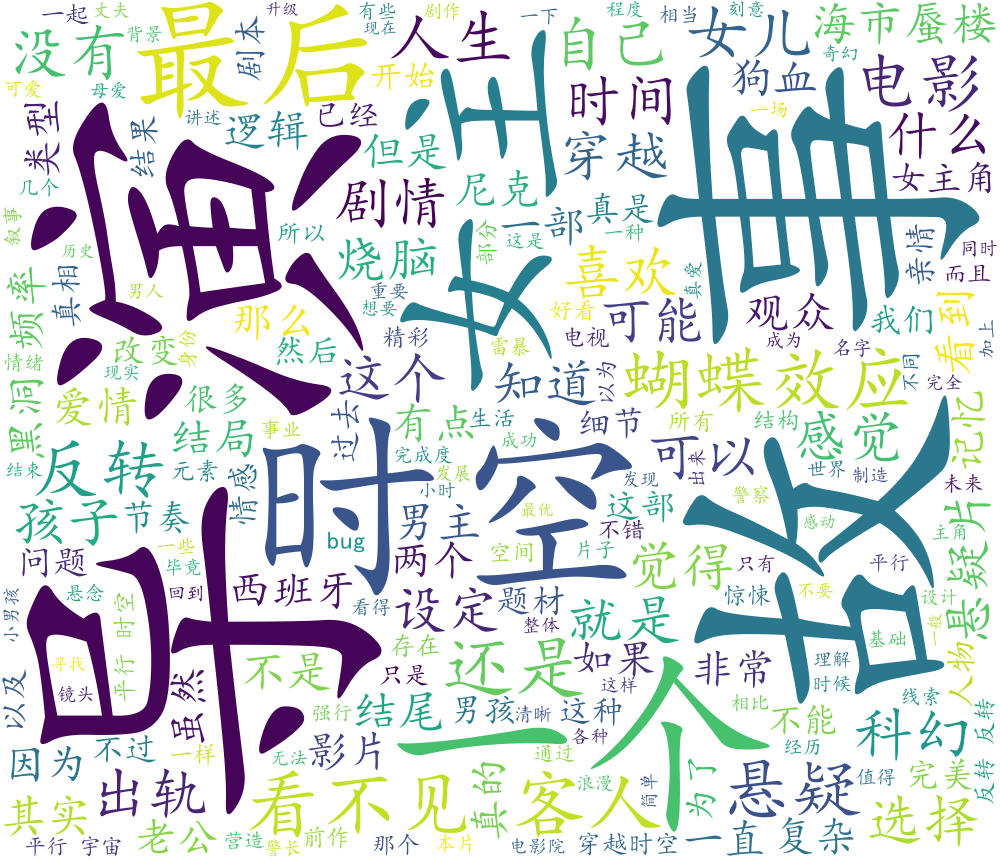 一起
丈夫
没有
背景
可爱
母爱
最后
升级
剧本
有些
现在
剧作
人生
开始
讲述
逻辑
已经
类型
结果
但是
一下
程度
自己
相当
刻意
女儿
奇幻
海市蜃楼
时间
狗血
电影
一场
什么
穿越
女主角
几个
叙事
历史
真相
频率
导演
剧情
所以
烧脑
重要
想要
精彩
男人
那么
然后
身份
改变
现实
情绪
爱情
很多
黑洞
结束
反转
元素
结局
事业
过去
这个
有点
女主
尼克
一部
真是
部分
这是
一种
喜欢
好看
真爱
可能
电视
雷暴
观众
成为
名字
故事
亲情
同时
而且
我们
看到
加上
知道
以为
蝴蝶效应
不同
完全
生活
细节
所有
结构
感觉
记忆
成功
完成度
发展
情感
小时
时空
发现
可以
出来
世界
制造
未来
警察
感动
主角
孩子
节奏
男主
bug
最优
这部
不错
两个
空间
片子
觉得
只有
平行
悬疑片
问题
一些
毕竟
回到
西班牙
看得
设定
题材
整体
就是
惊悚
不要
设计
一般
基础
小男孩
悬念
平行
时空
寻找
镜头
以及
虽然
不是
存在
只是
还是
如果
这样
非常
理解
时候
人物
线索
强行
结尾
男孩
清晰
这种
各种
一个
相比
不能
经历
科幻
反转
反转
因为
不过
一样
无法
影片
通过
出轨
看不见
客人
浪漫
简单
真的
为了
悬疑
值得
完美
其实
老公
营造
警长
前作
那个
本片
电影院
穿越时空
一直
复杂
选择
平行
宇宙